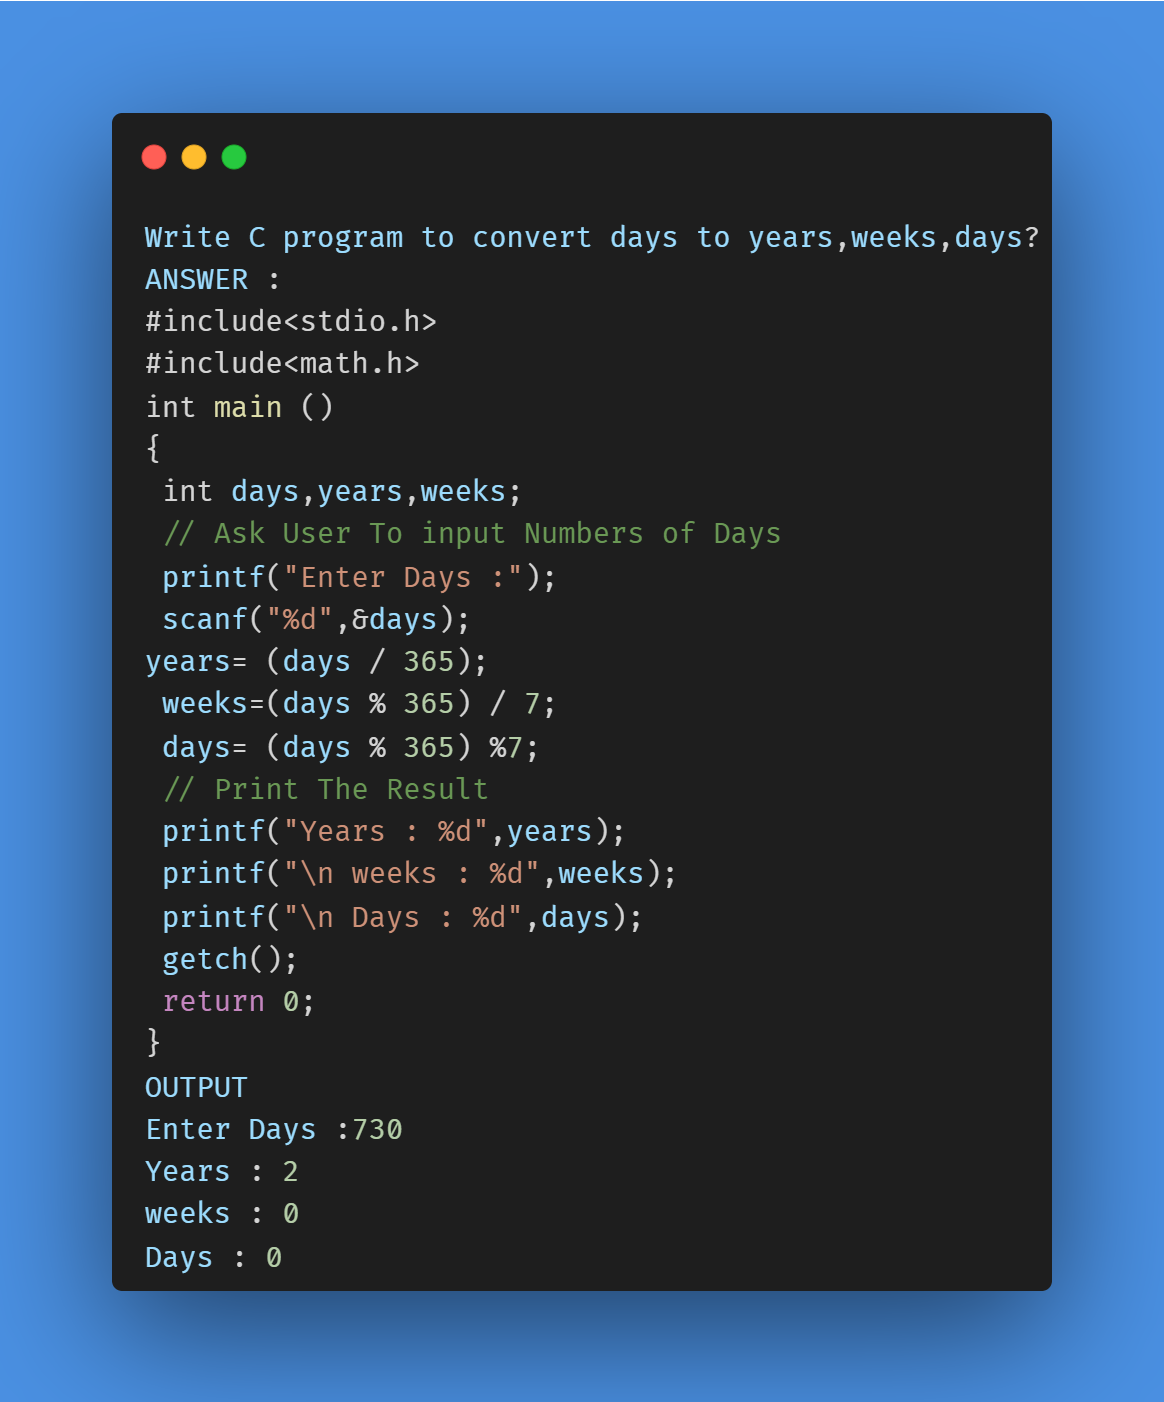 Write C program to convert days to years,weeks,days?
ANSWER :
#include<stdio.h>
#include<math.h>
int main ()
{
 int days,years,weeks;
 // Ask User To input Numbers of Days
 printf("Enter Days :");
 scanf("%d",&days);
years= (days / 365);
 weeks=(days % 365) / 7;
 days= (days % 365) %7;
 // Print The Result
 printf("Years : %d",years);
 printf("\n weeks : %d",weeks);
 printf("\n Days : %d",days);
 getch();
 return 0;
}
OUTPUT
Enter Days :730
Years : 2
weeks : 0
Days : 0